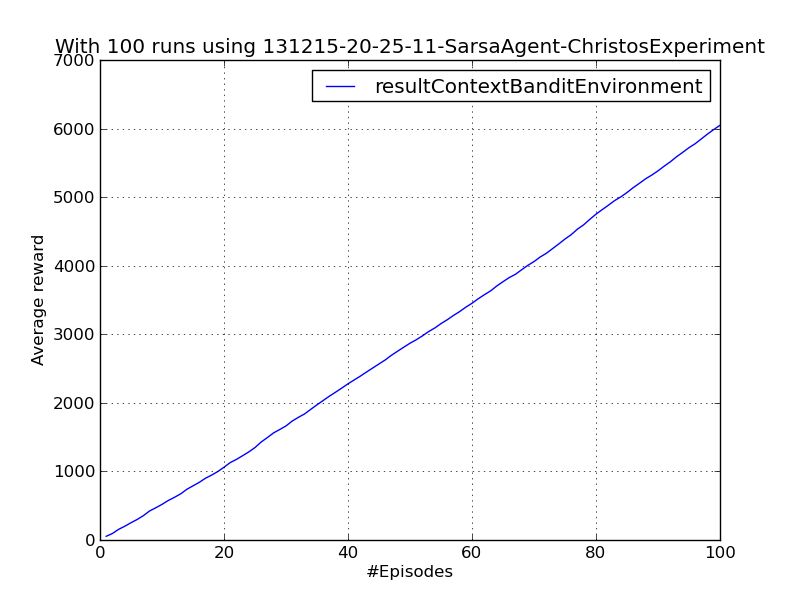 With 100 runs using 131215-20-25-11-SarsaAgent-ChristosExperiment
7000
resultContextBanditEnvironment
6000
5000
4000
Average reward
3000
2000
1000
0
0 20 40 60 80 100
#Episodes